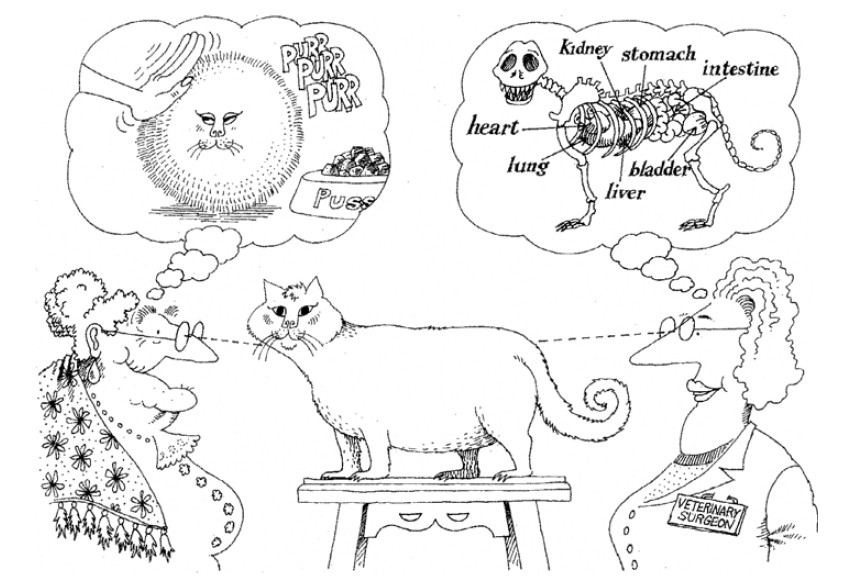 PURR
PURR
PURR
PUSS
Kidney
stomach
intestine
heart
lung
bladder
liver
VETERINARY
SURGEON